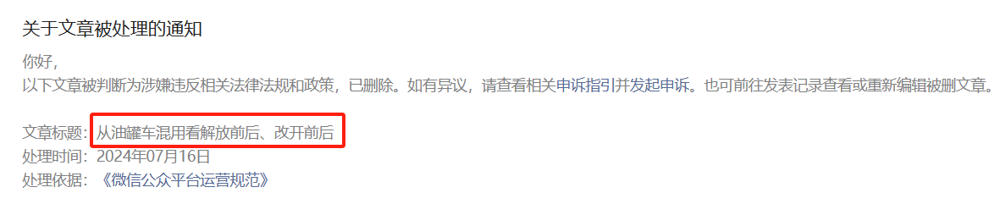 关于文章被处理的通知
你好，
以下文章被判断为涉嫌违反相关法律法规和政策，已删除。如有异议，请查看相关申诉指引并发起申诉。也可前往发表记录查看或重新编辑被删文章。
文章标题：从油罐车混用看解放前后、改开前后
处理时间：2024年07月16日
处理依据：《微信公众平台运营规范》